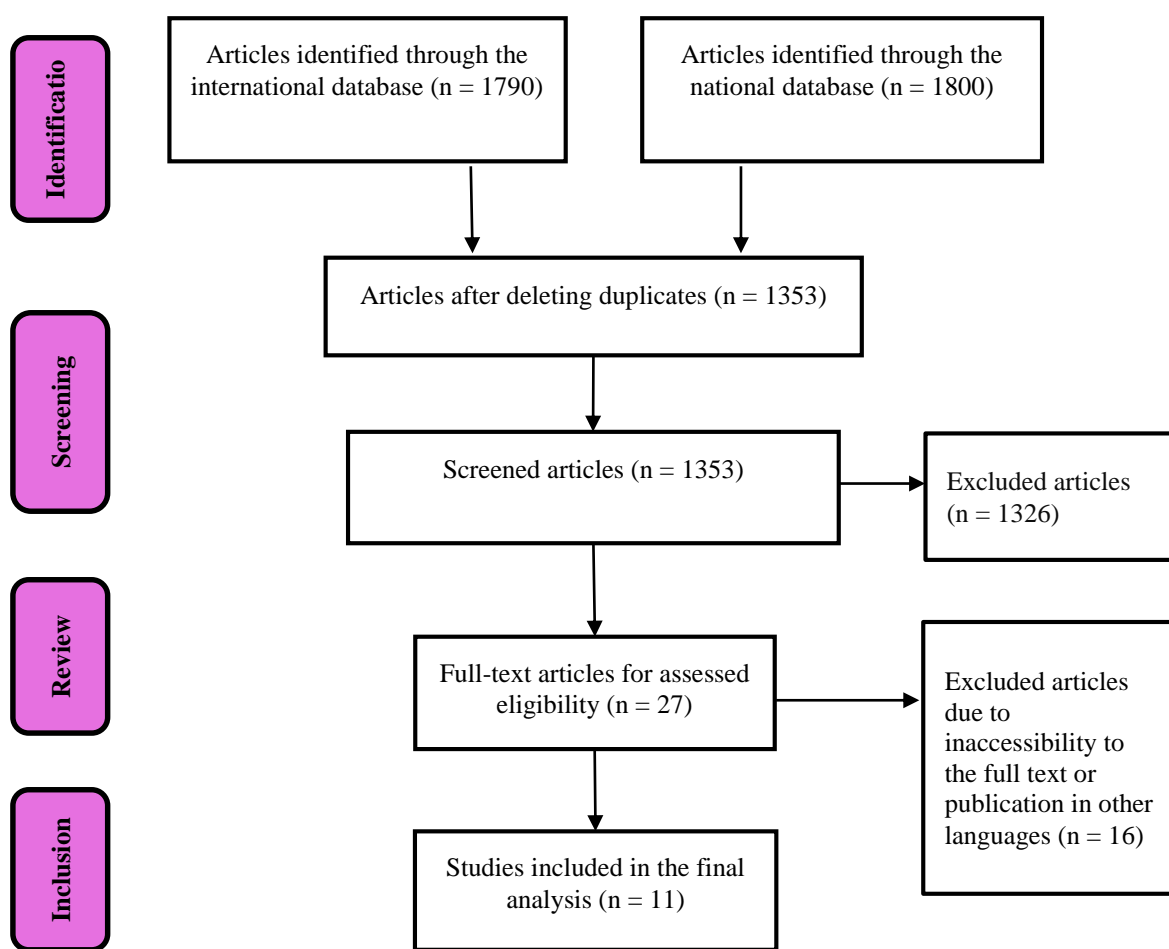 Identificatio
Articles identified through the
international database (n = 1790)
Articles identified through the
national database (n = 1800)
Articles after deleting duplicates (n = 1353)
Screening
Screened articles (n = 1353)
Excluded articles
(n = 1326)
Review
Full-text articles for assessed
eligibility (n = 27)
Excluded articles
due to
inaccessibility to
the full text or
publication in other
languages (n = 16)
Inclusion
Studies included in the final
analysis (n = 11)